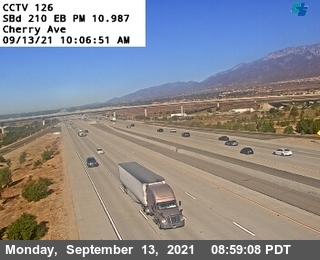 CCTV 126
SBd 210 EB PM 10.987
Cherry Ave
09/13/21 10:06:51 AM
Monday, September 13, 2021 08:59:08 PDT